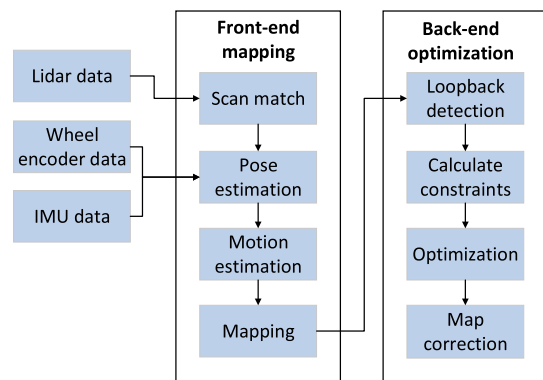 Lidar data
Wheel
encoder data
IMU data
Front-end
mapping
Scan match
Pose
estimation
Motion
estimation
Mapping
Back-end
optimization
Loopback
detection
Calculate
constraints
Optimization
Map
correction